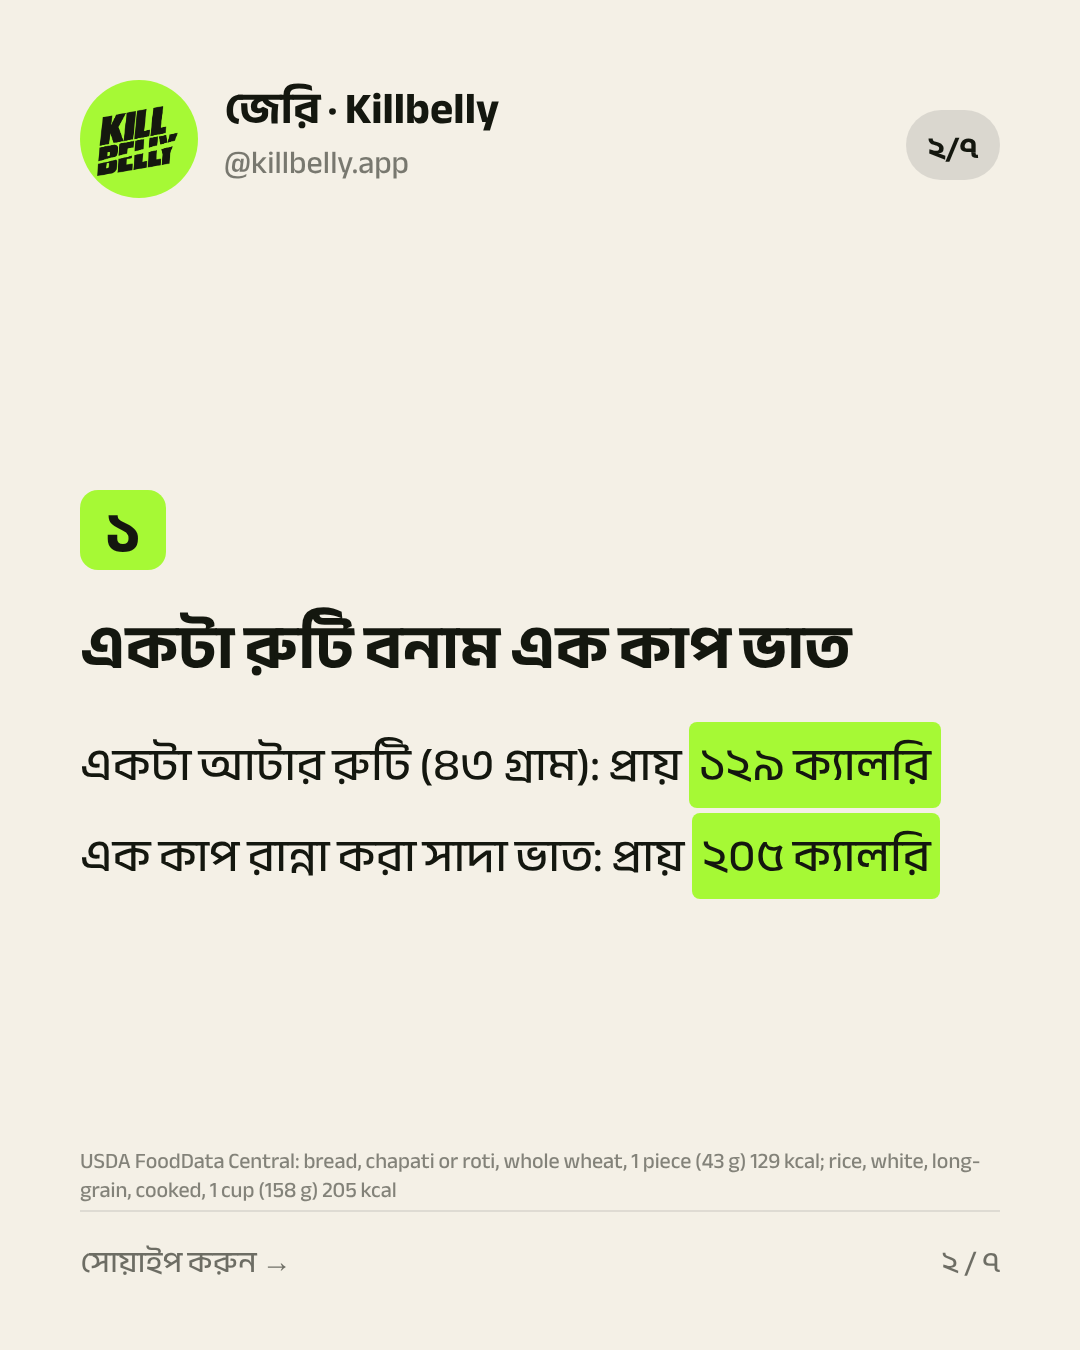 KILL
BELLY
BELLY
জেরি · Killbelly
@killbelly.app
২/৭
১
একটা রুটি বনাম এক কাপ ভাত
একটা আটার রুটি (৪৩ গ্রাম): প্রায় ১২৯ ক্যালরি
এক কাপ রান্না করা সাদা ভাত: প্রায় ২০৫ ক্যালরি
USDA FoodData Central: bread, chapati or roti, whole wheat, 1 piece (43 g) 129 kcal; rice, white, long-
grain, cooked, 1 cup (158 g) 205 kcal
সোয়াইপ করুন →
২ / ৭